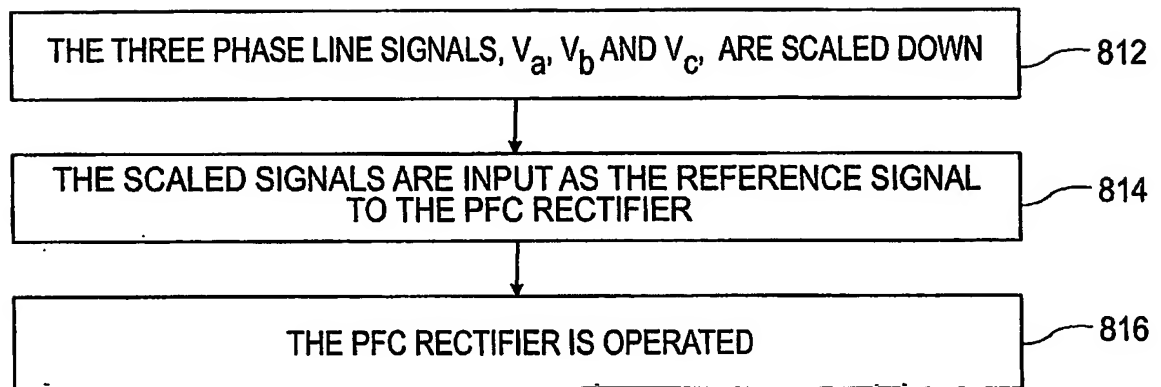 THE THREE PHASE LINE SIGNALS, Va, Vb AND Vc, ARE SCALED DOWN
812
THE SCALED SIGNALS ARE INPUT AS THE REFERENCE SIGNAL
TO THE PFC RECTIFIER
814
THE PFC RECTIFIER IS OPERATED
816